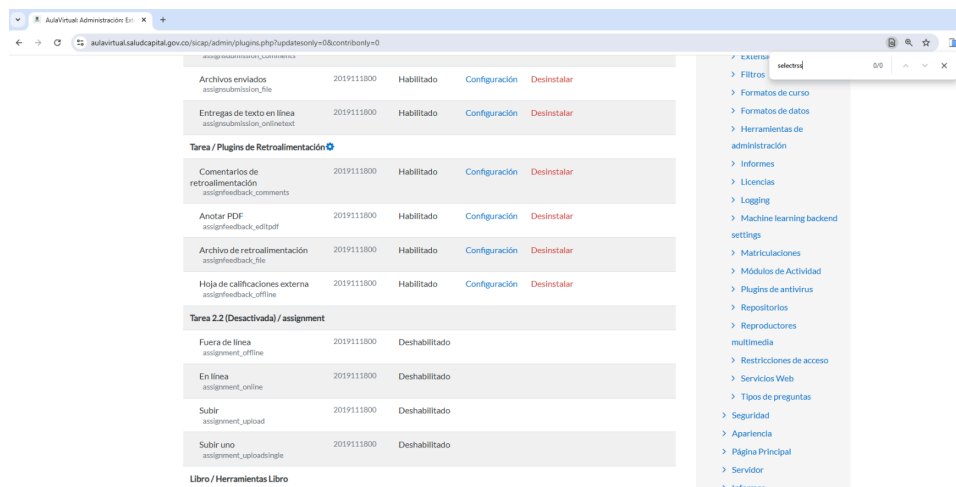 AulaVirtual: Administración: Ext
aulavirtual.saludcapital.gov.co/sicap/admin/plugins.php?updatesonly=0&contribonly=0
selectrss 0/0
assignsubmission_comments
Archivos enviados 2019111800 Habilitado Configuración Desinstalar
assignsubmission_file
Entregas de texto en línea 2019111800 Habilitado Configuración Desinstalar
assignsubmission_onlinetext
Tarea / Plugins de Retroalimentación
Comentarios de 2019111800 Habilitado Configuración Desinstalar
retroalimentación
assignfeedback_comments
Anotar PDF 2019111800 Habilitado Configuración Desinstalar
assignfeedback_editpdf
Archivo de retroalimentación 2019111800 Habilitado Configuración Desinstalar
assignfeedback_file
Hoja de calificaciones externa 2019111800 Habilitado Configuración Desinstalar
assignfeedback_offline
Tarea 2.2 (Desactivada) / assignment
Fuera de línea 2019111800 Deshabilitado
assignment_offline
En línea 2019111800 Deshabilitado
assignment_online
Subir 2019111800 Deshabilitado
assignment_upload
Subir uno 2019111800 Deshabilitado
assignment_uploadsingle
Libro / Herramientas Libro
Filtros
Formatos de curso
Formatos de datos
Herramientas de
administración
Informes
Licencias
Logging
Machine learning backend
settings
Matriculaciones
Módulos de Actividad
Plugins de antivirus
Repositorios
Reproductores
multimedia
Restricciones de acceso
Servicios Web
Tipos de preguntas
Seguridad
Apariencia
Página Principal
Servidor